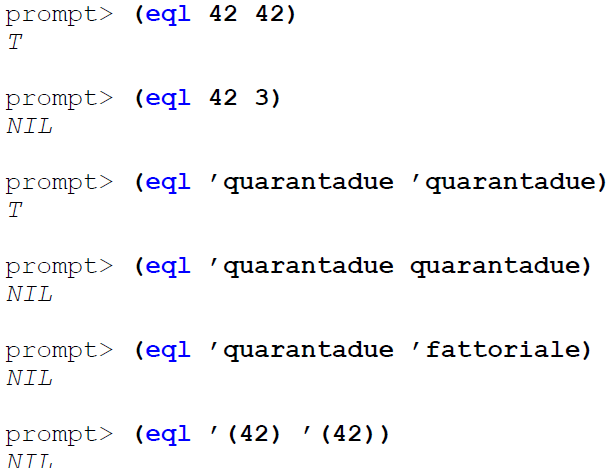 prompt> (eql 42 42)
T
prompt> (eql 42 3)
NIL
prompt> (eql ’quarantadue ’quarantadue)
T
prompt> (eql ’quarantadue quarantadue)
NIL
prompt> (eql ’quarantadue ’fattoriale)
NIL
prompt> (eql ’(42) ’(42))
NIL